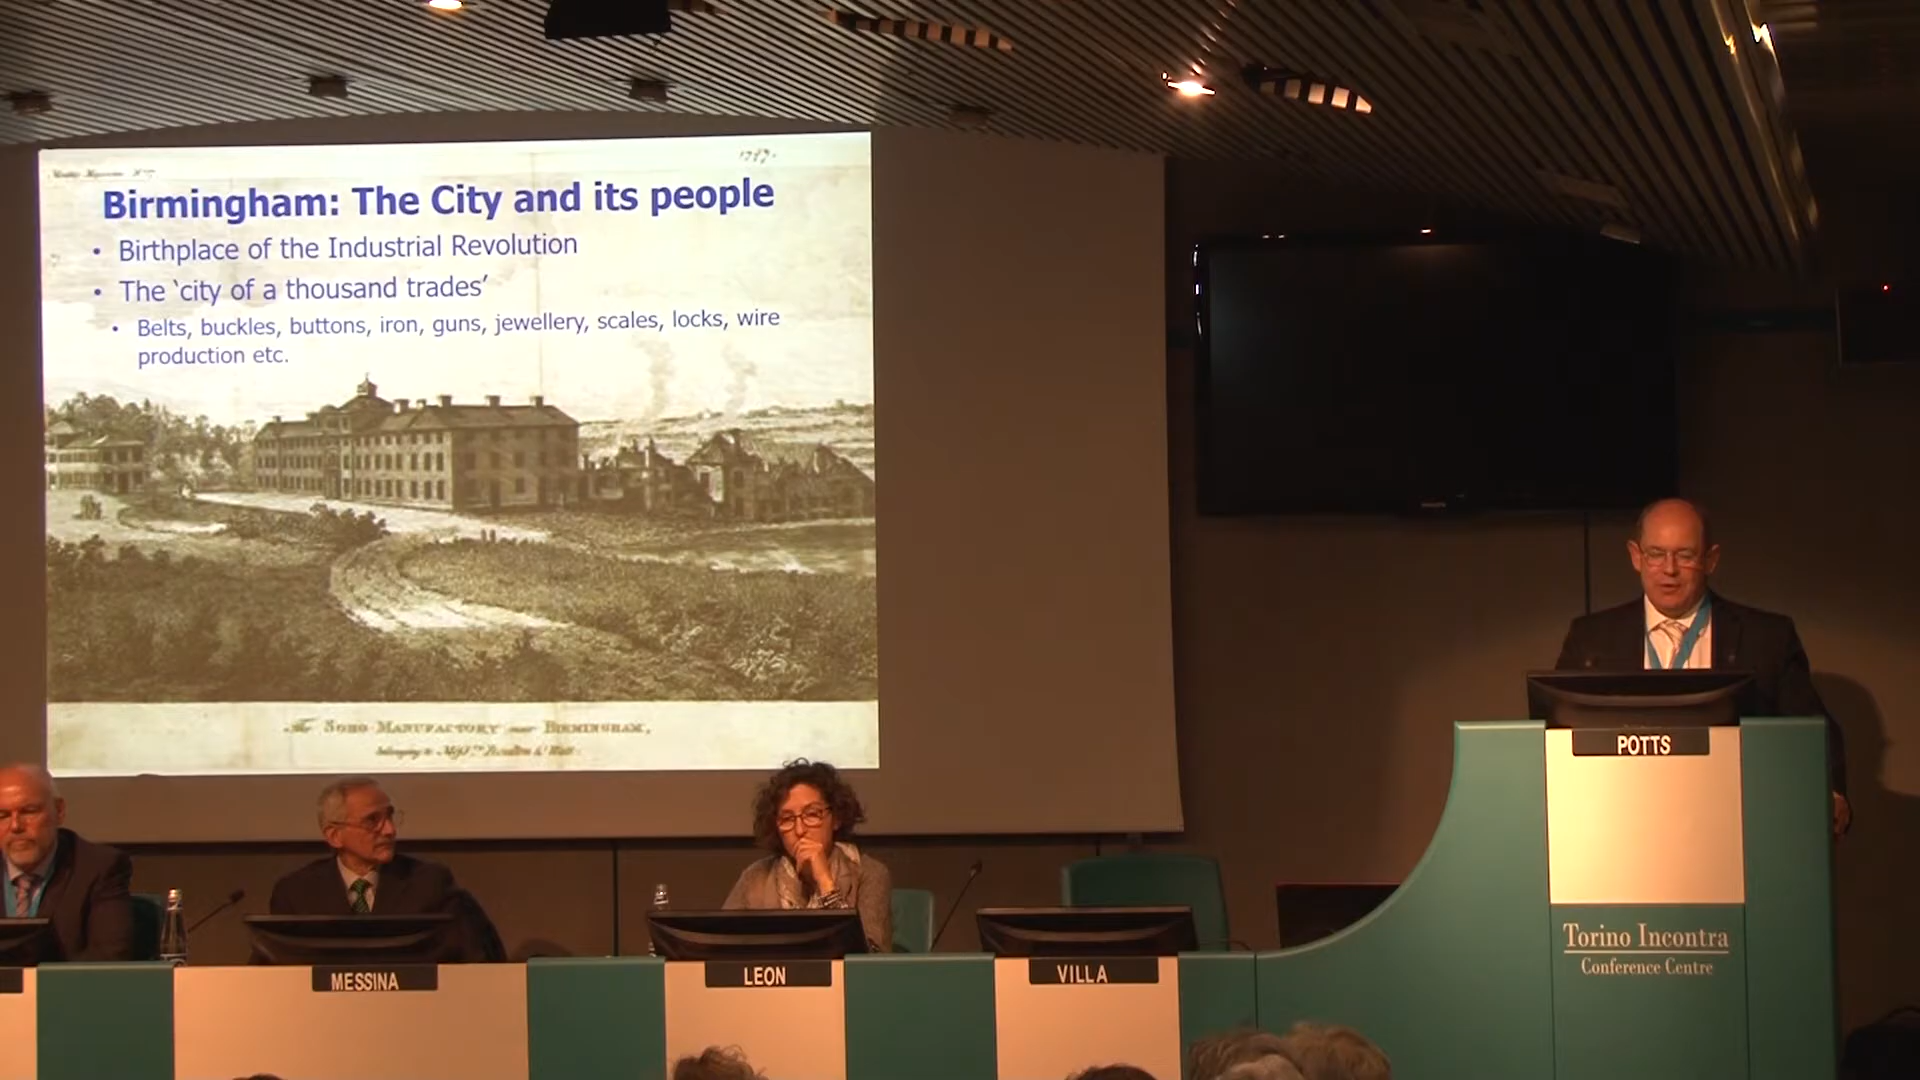 Birmingham: The City and its people
• Birthplace of the Industrial Revolution
• The ‘city of a thousand trades’
• Belts, buckles, buttons, iron, guns, jewellery, scales, locks, wire
production etc.
The SOHO MANUFACTORY near BIRMINGHAM,
belonging to
POTTS
Torino Incontra
Conference Centre
MESSINA
LEON
VILLA